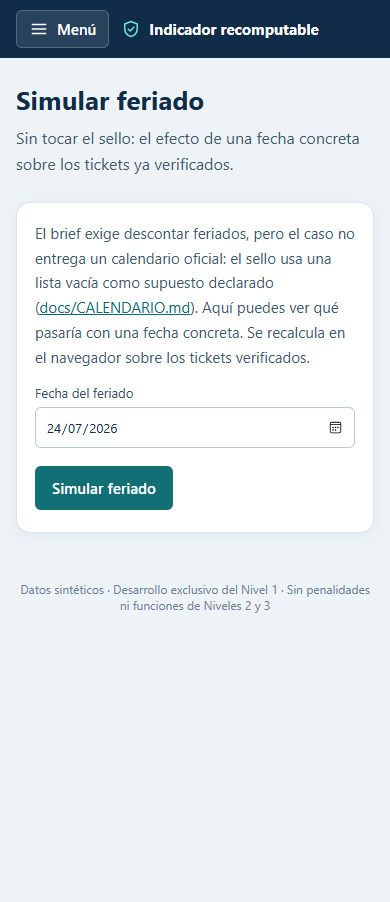 Menú
Indicador recomputable
Simular feriado
Sin tocar el sello: el efecto de una fecha concreta
sobre los tickets ya verificados.
El brief exige descontar feriados, pero el caso no
entrega un calendario oficial: el sello usa una
lista vacía como supuesto declarado
(docs/CALENDARIO.md). Aquí puedes ver qué
pasaría con una fecha concreta. Se recalcula en
el navegador sobre los tickets verificados.
Fecha del feriado
24/07/2026
Simular feriado
Datos sintéticos · Desarrollo exclusivo del Nivel 1 · Sin penalidades
ni funciones de Niveles 2 y 3